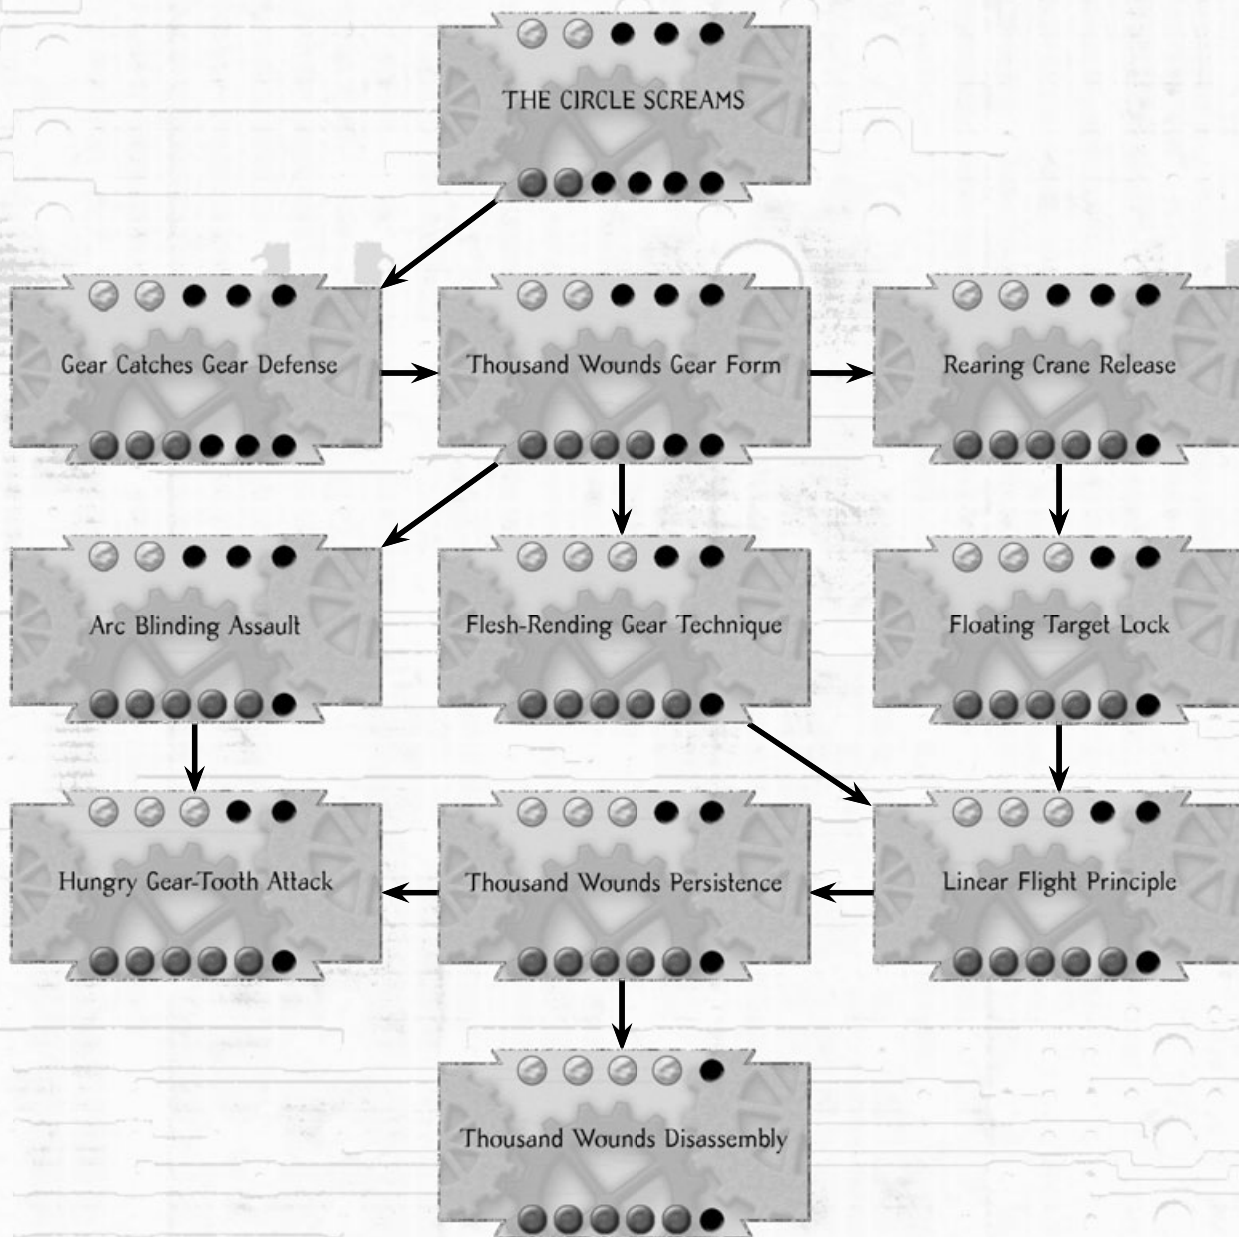 THE CIRCLE SCREAMS
Gear Catches Gear Defense
Thousand Wounds Gear Form
Rearing Crane Release
Arc Blinding Assault
Flesh-Rending Gear Technique
Floating Target Lock
Hungry Gear-Tooth Attack
Thousand Wounds Persistence
Linear Flight Principle
Thousand Wounds Disassembly